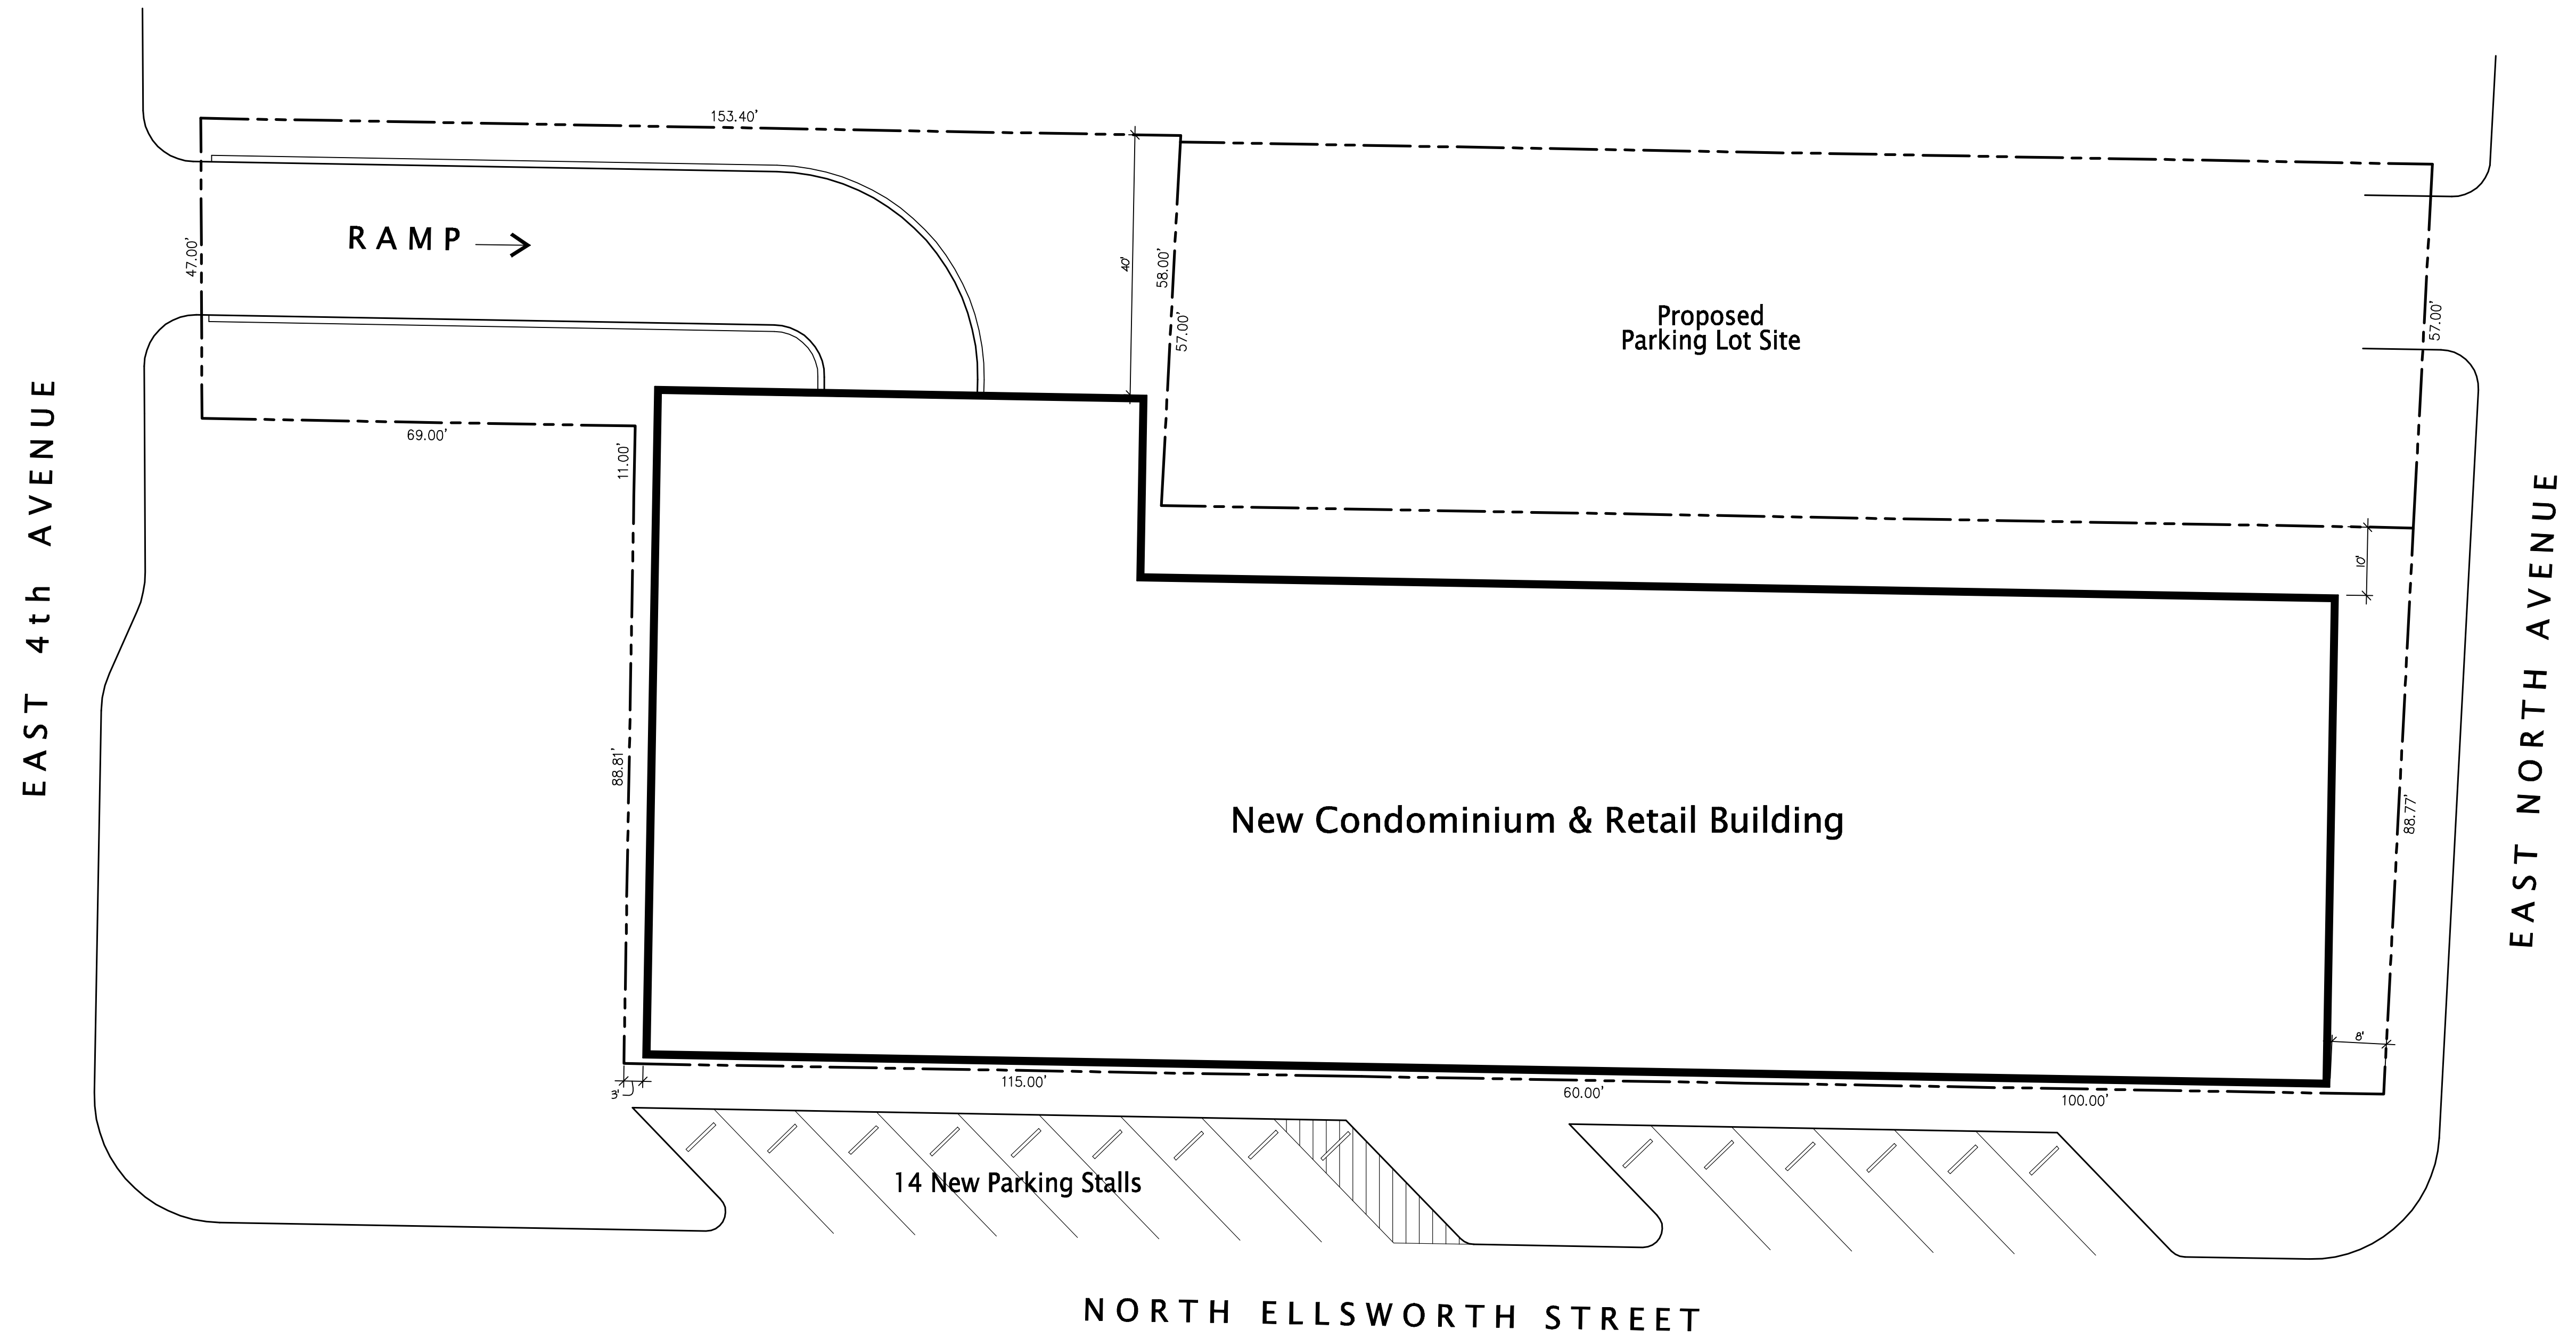 153.40'
RAMP
47.00'
40'
58.00'
57.00'
Proposed
Parking Lot Site
57.00'
69.00'
11.00'
10'
EAST 4th AVENUE
EAST NORTH AVENUE
88.81'
88.77'
New Condominium & Retail Building
8'
3'
115.00'
60.00'
100.00'
14 New Parking Stalls
NORTH ELLSWORTH STREET